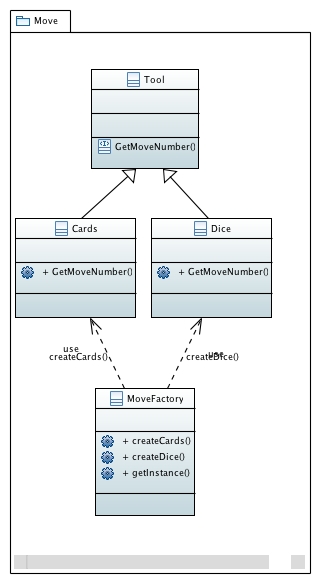 Move
Tool
GetMoveNumber()
Cards
Dice
+ GetMoveNumber()
+ GetMoveNumber()
use
createCards()
use
createDice()
MoveFactory
+ createCards()
+ createDice()
+ getInstance()